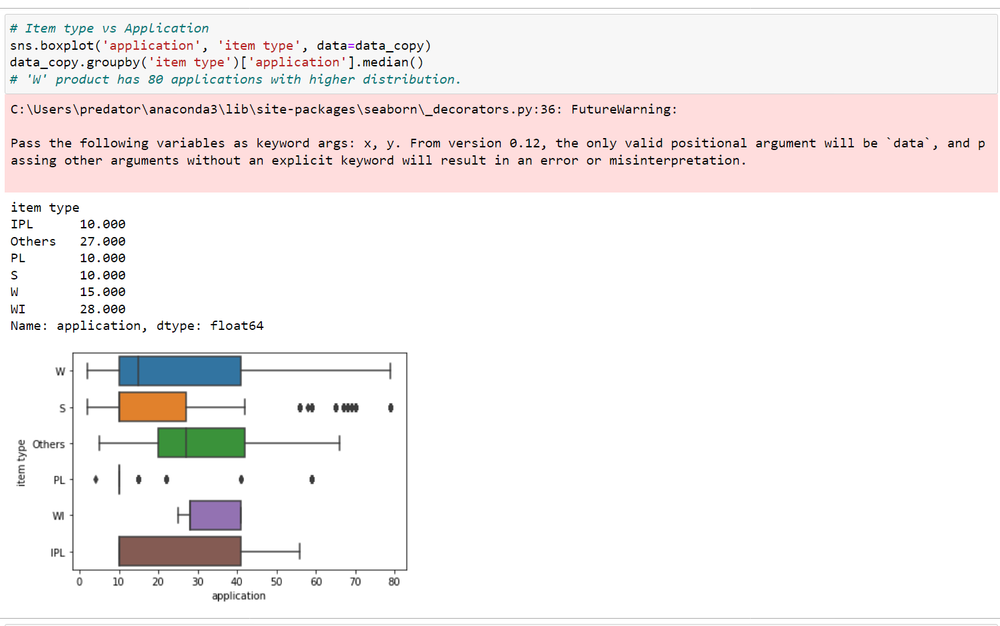 # Item type vs Application
sns.boxplot('application', 'item type', data=data_copy)
data_copy.groupby('item type')['application'].median()
# 'W' product has 80 applications with higher distribution.
C:\Users\predator\anaconda3\lib\site-packages\seaborn\_decorators.py:36: FutureWarning:
Pass the following variables as keyword args: x, y. From version 0.12, the only valid positional argument will be `data`, and p
assing other arguments without an explicit keyword will result in an error or misinterpretation.
item type
IPL 10.000
Others 27.000
PL 10.000
S 10.000
W 15.000
WI 28.000
Name: application, dtype: float64
item type
W
S
Others
PL
WI
IPL
0 10 20 30 40 50 60 70 80
application